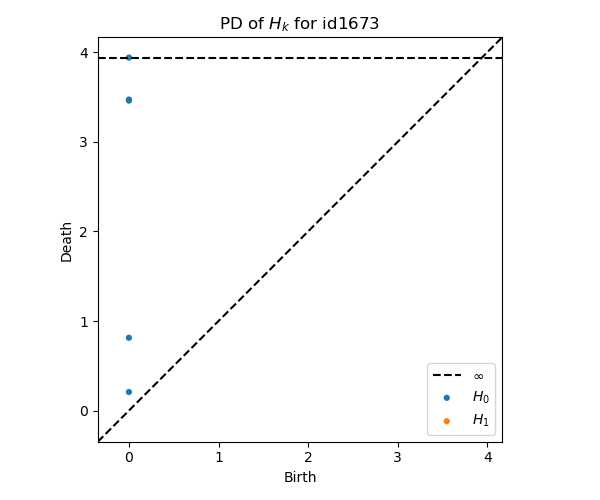 PD of H_k for id1673
Death
4
3
2
1
0
0 1 2 3 4
Birth
∞
H_0
H_1